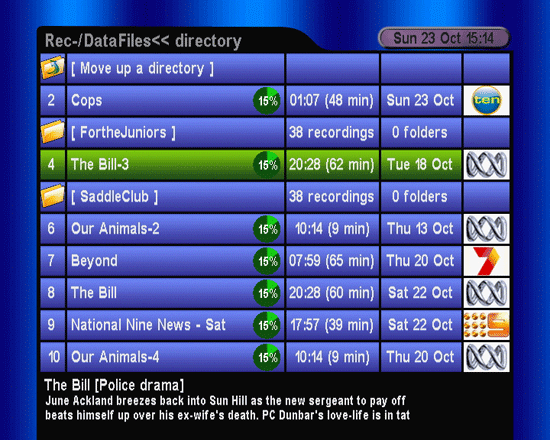 Rec-/DataFiles<< directory
Sun 23 Oct 15:14
[ Move up a directory ]
2 Cops 15% 01:07 (48 min) Sun 23 Oct ten
[ FortheJuniors ] 38 recordings 0 folders
4 The Bill-3 15% 20:28 (62 min) Tue 18 Oct
[ SaddleClub ] 38 recordings 0 folders
6 Our Animals-2 15% 10:14 (9 min) Thu 13 Oct
7 Beyond 15% 07:59 (65 min) Thu 20 Oct 7
8 The Bill 15% 20:28 (60 min) Sat 22 Oct
9 National Nine News - Sat 15% 17:57 (39 min) Sat 22 Oct
10 Our Animals-4 10:14 (9 min) Thu 20 Oct 15%
The Bill [Police drama]
June Ackland breezes back into Sun Hill as the new sergeant to pay off
beats himself up over his ex-wife's death. PC Dunbar's love-life is in tat